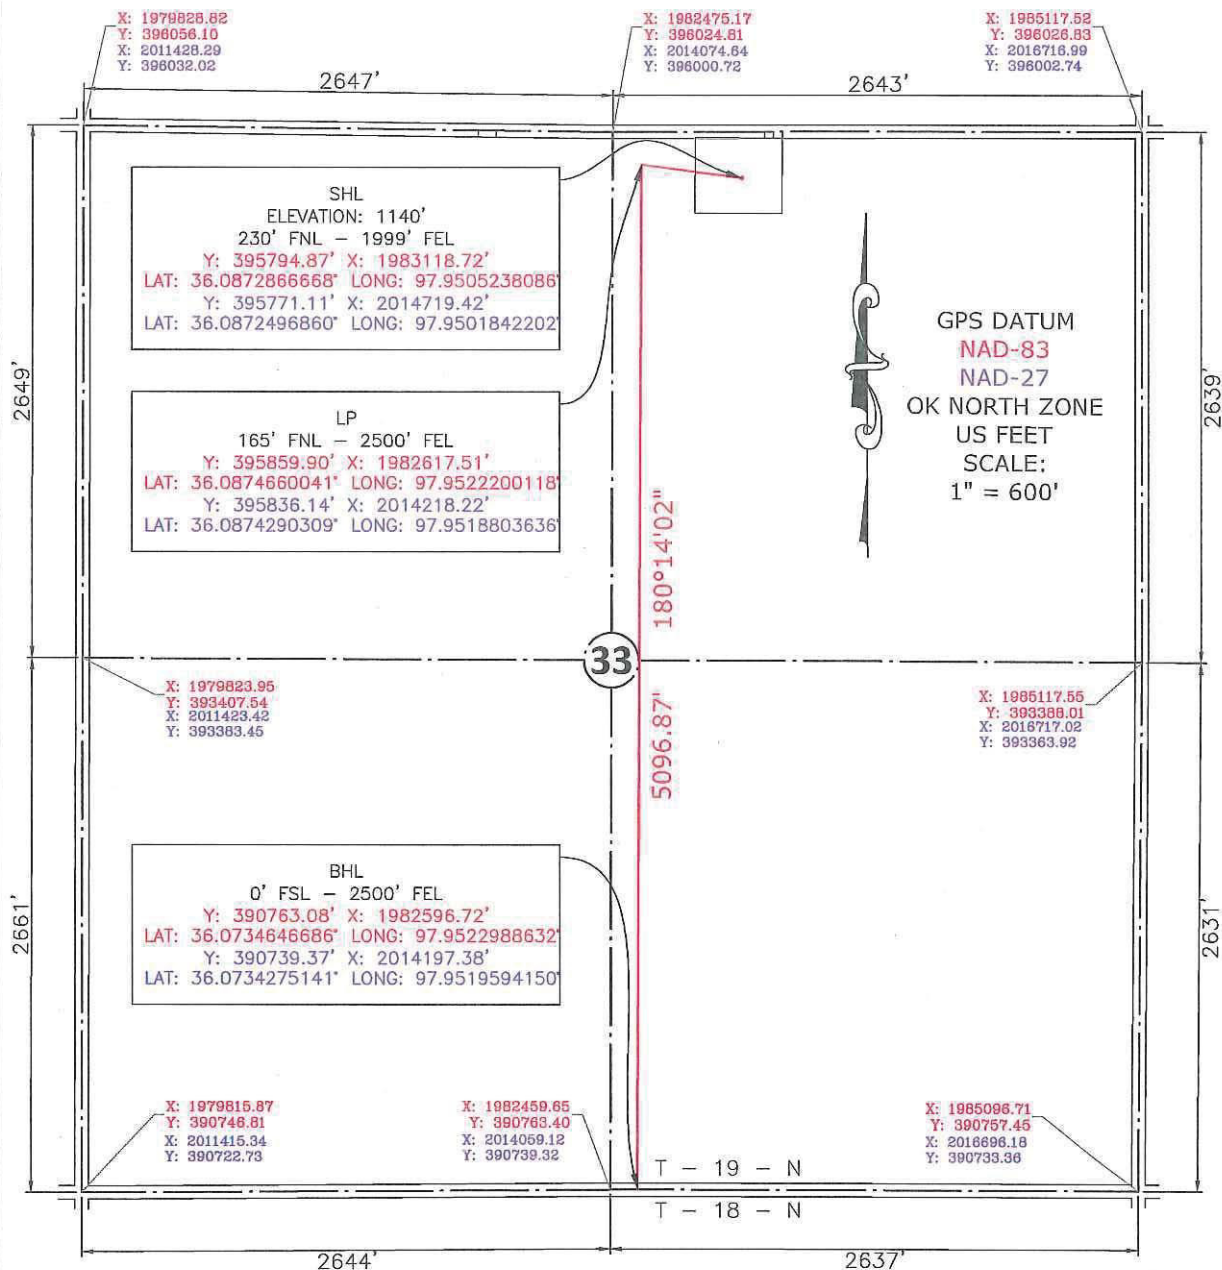 X: 1979828.82
Y: 396056.10
X: 2011428.29
Y: 396032.02
X: 1982475.17
Y: 396024.81
X: 2014074.64
Y: 396000.72
X: 1985117.52
Y: 396026.83
X: 2016716.99
Y: 396002.74
2647'
2643'
SHL
ELEVATION: 1140'
230' FNL – 1999' FEL
Y: 395794.87' X: 1983118.72'
LAT: 36.0872866668° LONG: 97.9505238086°
Y: 395771.11' X: 2014719.42'
LAT: 36.0872496860° LONG: 97.9501842202°
GPS DATUM
NAD-83
NAD-27
OK NORTH ZONE
US FEET
SCALE:
1" = 600'
2649'
2639'
LP
165' FNL – 2500' FEL
Y: 395859.90' X: 1982617.51'
LAT: 36.0874660041° LONG: 97.9522200118°
Y: 395836.14' X: 2014218.22'
LAT: 36.0874290309° LONG: 97.9518803636°
180°14'02"
33
5096.87"
X: 1979823.95
Y: 393407.54
X: 2011423.42
Y: 393383.45
X: 1985117.55
Y: 393388.01
X: 2016717.02
Y: 393363.92
2661'
2631'
BHL
0' FSL – 2500' FEL
Y: 390763.08' X: 1982596.72'
LAT: 36.0734646686° LONG: 97.9522988632°
Y: 390739.37' X: 2014197.38'
LAT: 36.0734275141° LONG: 97.9519594150°
X: 1979815.87
Y: 390746.81
X: 2011415.34
Y: 390722.73
X: 1982459.65
Y: 390763.40
X: 2014059.12
Y: 390739.32
X: 1985096.71
Y: 390757.45
X: 2016696.18
Y: 390733.36
T – 19 – N
T – 18 – N
2644'
2637'